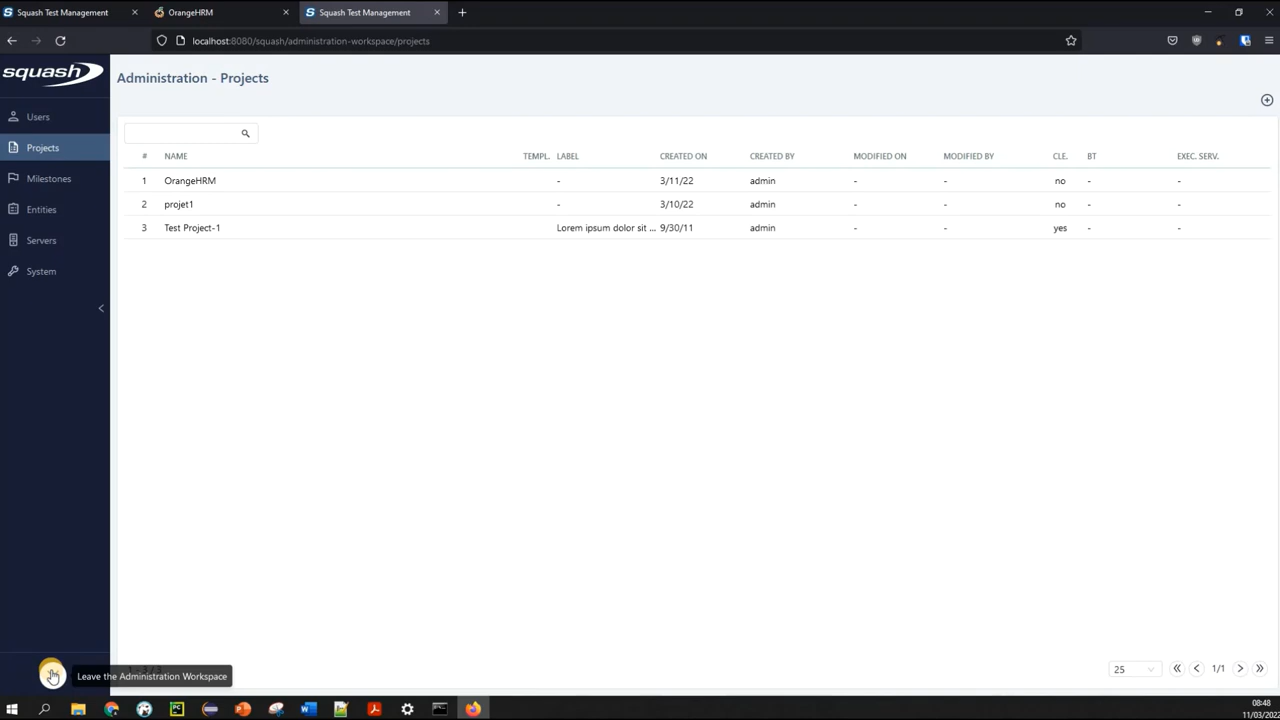 Squash Test Management
OrangeHRM
Squash Test Management
localhost:8080/squash/administration-workspace/projects
squash
Administration - Projects
Users
Projects
Milestones
Entities
Servers
System
# NAME TEMPL. LABEL CREATED ON CREATED BY MODIFIED ON MODIFIED BY CLE. BT EXEC. SERV.
1 OrangeHRM - 3/11/22 admin - - no - -
2 projet1 - 3/10/22 admin - - no - -
3 Test Project-1 Lorem ipsum dolor sit ... 9/30/11 admin - - yes - -
Leave the Administration Workspace
25 1/1
08:48
11/03/2022